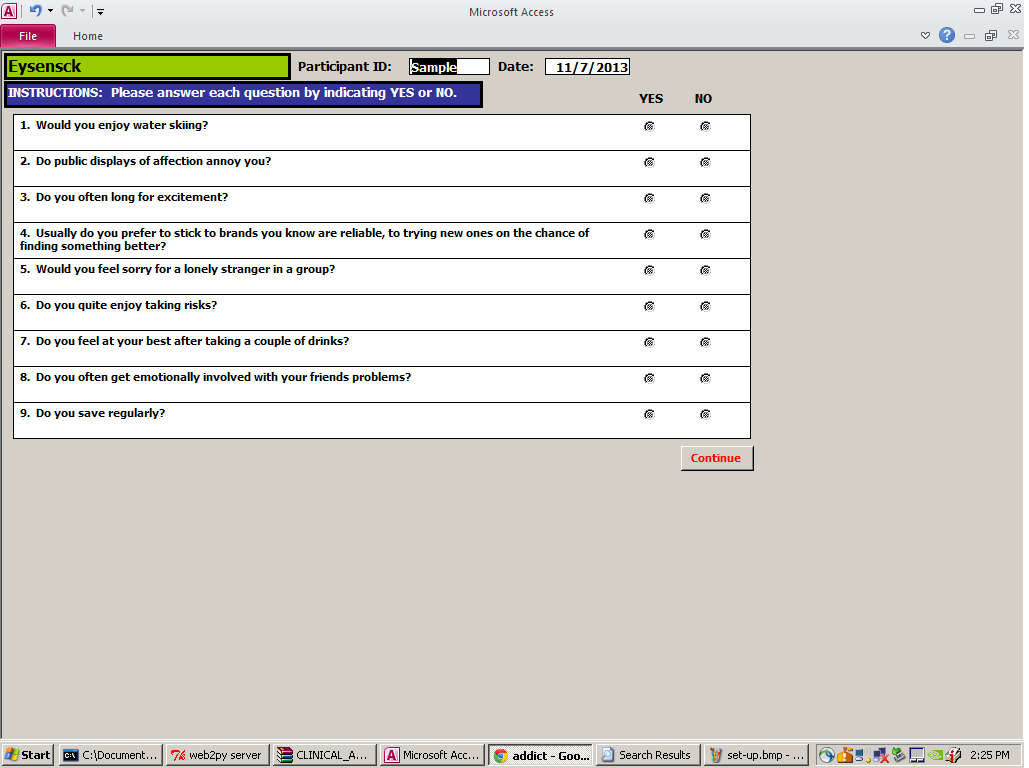 Microsoft Access
File Home
Eysensck Participant ID: Sample Date: 11/7/2013
INSTRUCTIONS: Please answer each question by indicating YES or NO.
YES NO
1. Would you enjoy water skiing?
2. Do public displays of affection annoy you?
3. Do you often long for excitement?
4. Usually do you prefer to stick to brands you know are reliable, to trying new ones on the chance of
finding something better?
5. Would you feel sorry for a lonely stranger in a group?
6. Do you quite enjoy taking risks?
7. Do you feel at your best after taking a couple of drinks?
8. Do you often get emotionally involved with your friends problems?
9. Do you save regularly?
Continue
Start C:\Document... web2py server CLINICAL_A... Microsoft Acc... addict - Goo... Search Results set-up.bmp - ... 2:25 PM